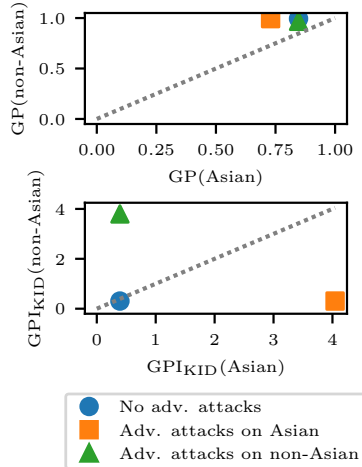 1.0
0.5
0.0
GP(non-Asian)
0.00 0.25 0.50 0.75 1.00
GP(Asian)
4
2
0
GPI_KID(non-Asian)
0 1 2 3 4
GPI_KID(Asian)
No adv. attacks
Adv. attacks on Asian
Adv. attacks on non-Asian